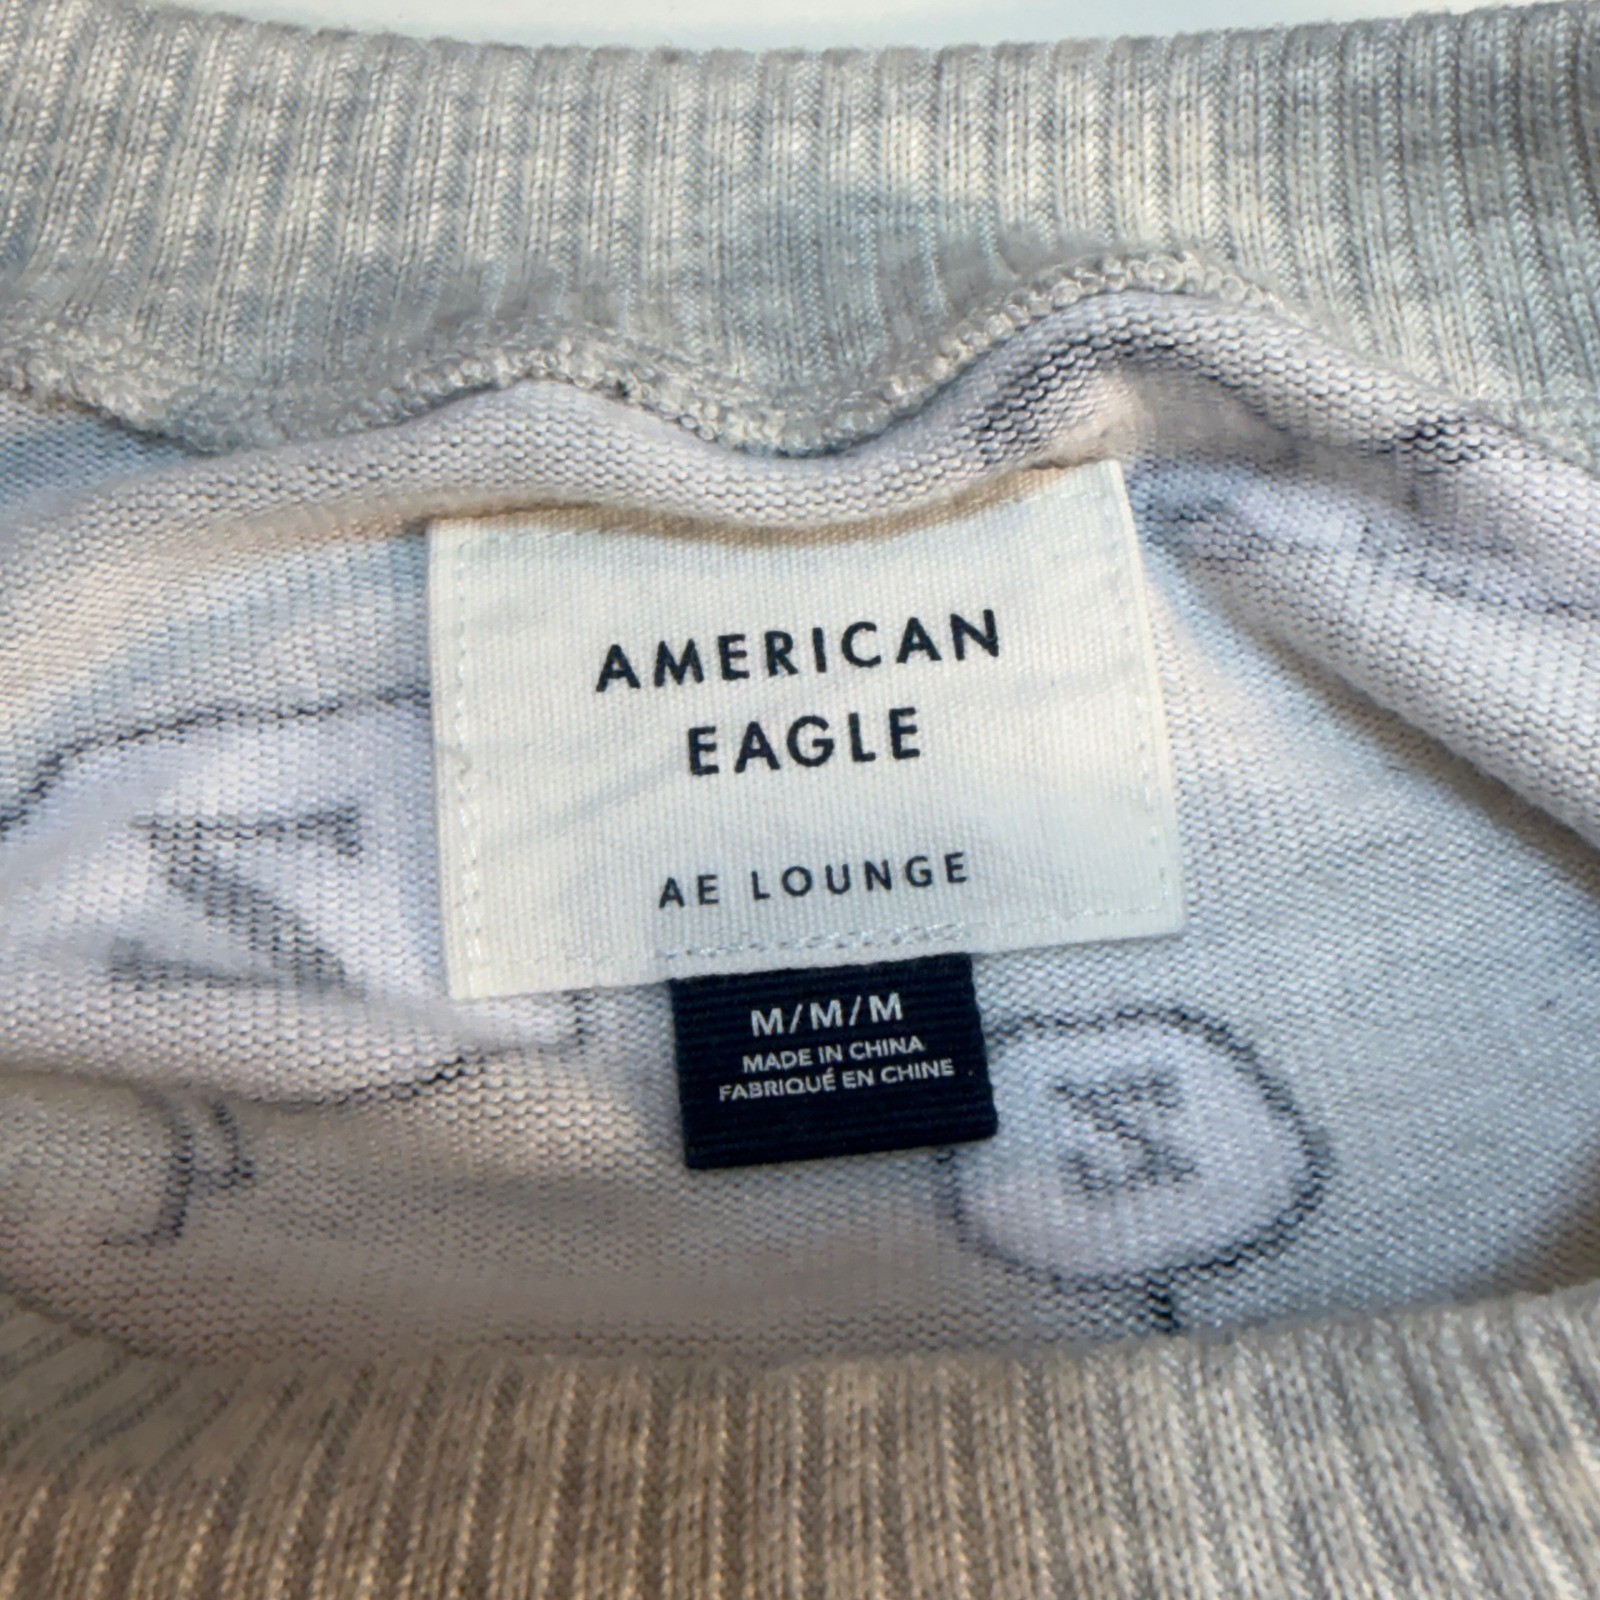 AMERICAN
EAGLE
AE LOUNGE
M/M/M
MADE IN CHINA
FABRIQUÉ EN CHINE